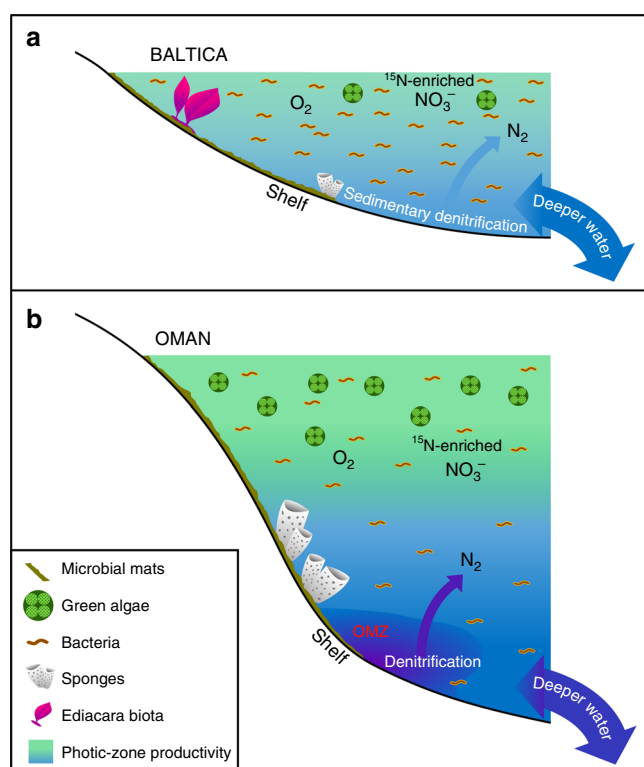 a
BALTICA
¹⁵N-enriched
NO₃⁻
O₂
N₂
Shelf
Sedimentary denitrification
Deeper water
b
OMAN
¹⁵N-enriched
NO₃⁻
O₂
N₂
OMZ
Denitrification
Shelf
Deeper water
Microbial mats
Green algae
Bacteria
Sponges
Ediacara biota
Photic-zone productivity